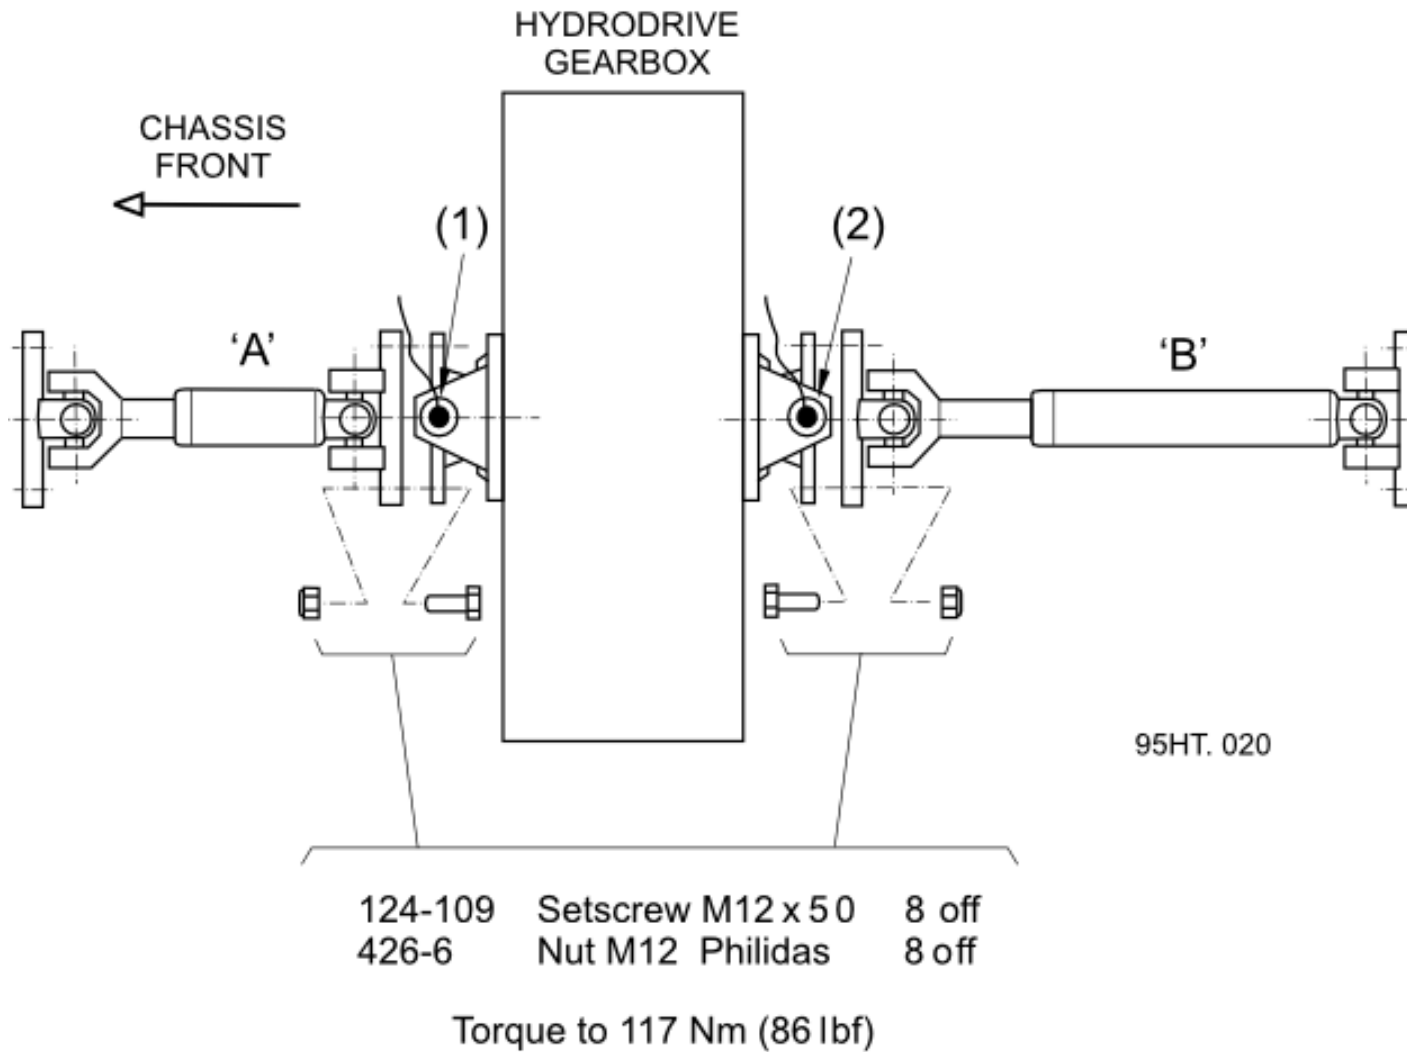 HYDRODRIVE
GEARBOX
CHASSIS
FRONT
(1)
(2)
‘A’
‘B’
95HT. 020
124-109 Setscrew M12 x 50 8 off
426-6 Nut M12 Philidas 8 off
Torque to 117 Nm (86 lbf)